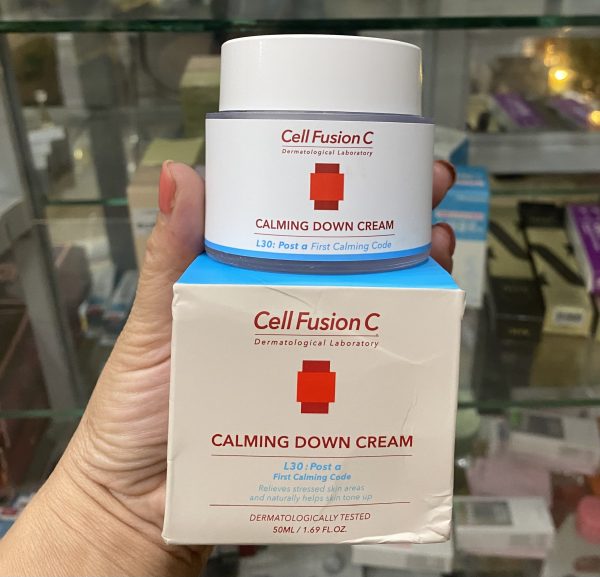 Cell Fusion C
Dermatological Laboratory
CALMING DOWN CREAM
L30: Post a First Calming Code
Cell Fusion C
Dermatological Laboratory
CALMING DOWN CREAM
L30 : Post a
First Calming Code
Relieves stressed skin areas
and naturally helps skin tone up
DERMATOLOGICALLY TESTED
50ML / 1.69 FL.OZ.